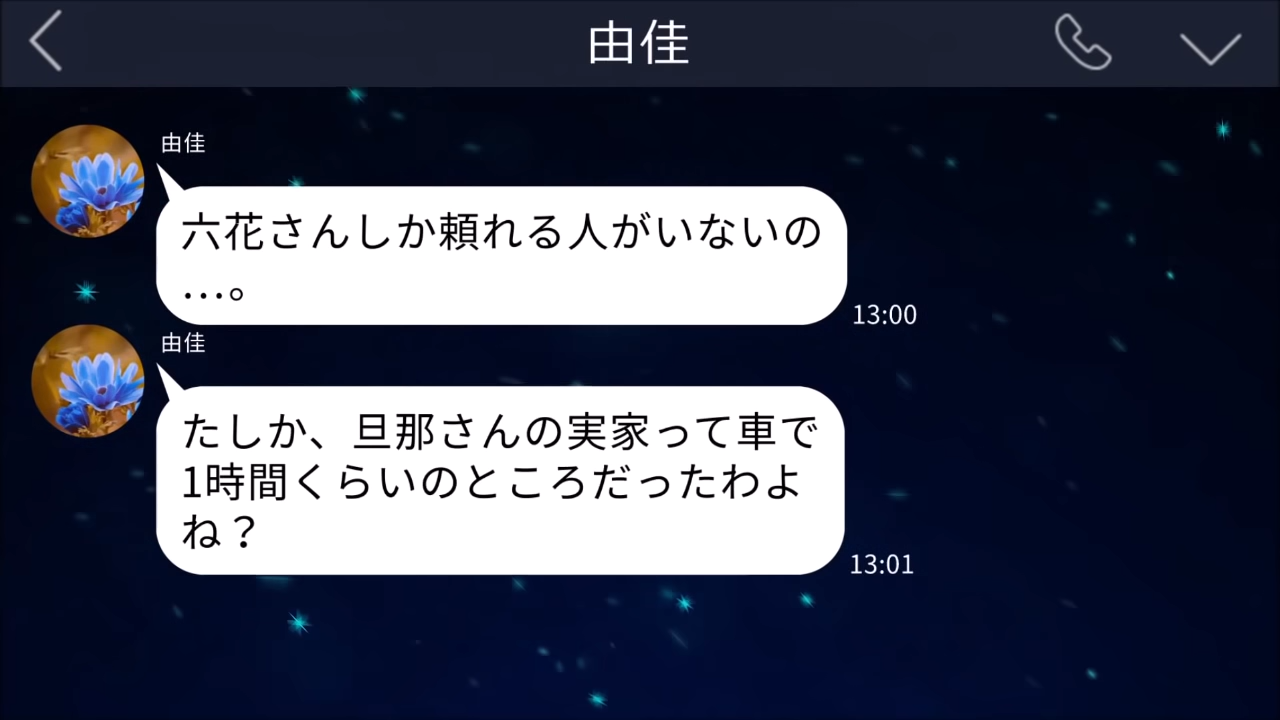 由佳
由佳
六花さんしか頼れる人がいないの
…。
13:00
由佳
たしか、旦那さんの実家って車で
1時間くらいのところだったわよ
ね？
13:01